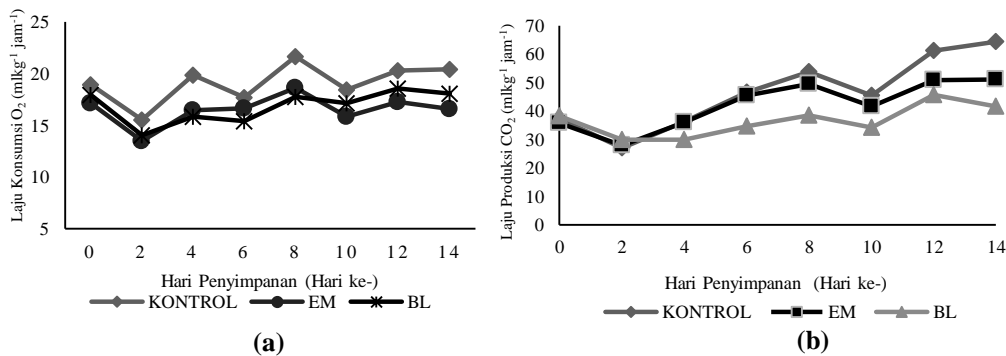 Laju Konsumsi O₂ (mlkg⁻¹ jam⁻¹)
25
20
15
10
5
0 2 4 6 8 10 12 14
Hari Penyimpanan (Hari ke-)
KONTROL EM BL
(a)
Laju Produksi CO₂ (mlkg⁻¹ jam⁻¹)
70
60
50
40
30
20
10
0
0 2 4 6 8 10 12 14
Hari Penyimpanan (Hari ke-)
KONTROL EM BL
(b)